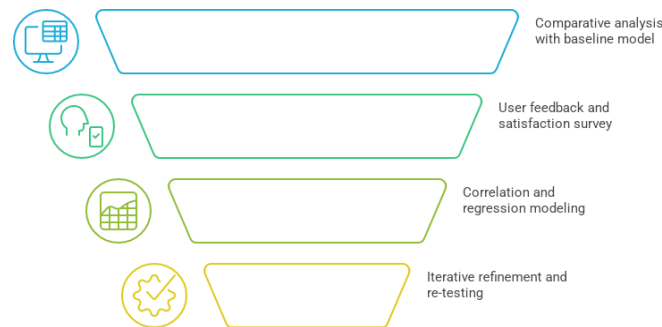 Comparative analysis
with baseline model
User feedback and
satisfaction survey
Correlation and
regression modeling
Iterative refinement and
re-testing